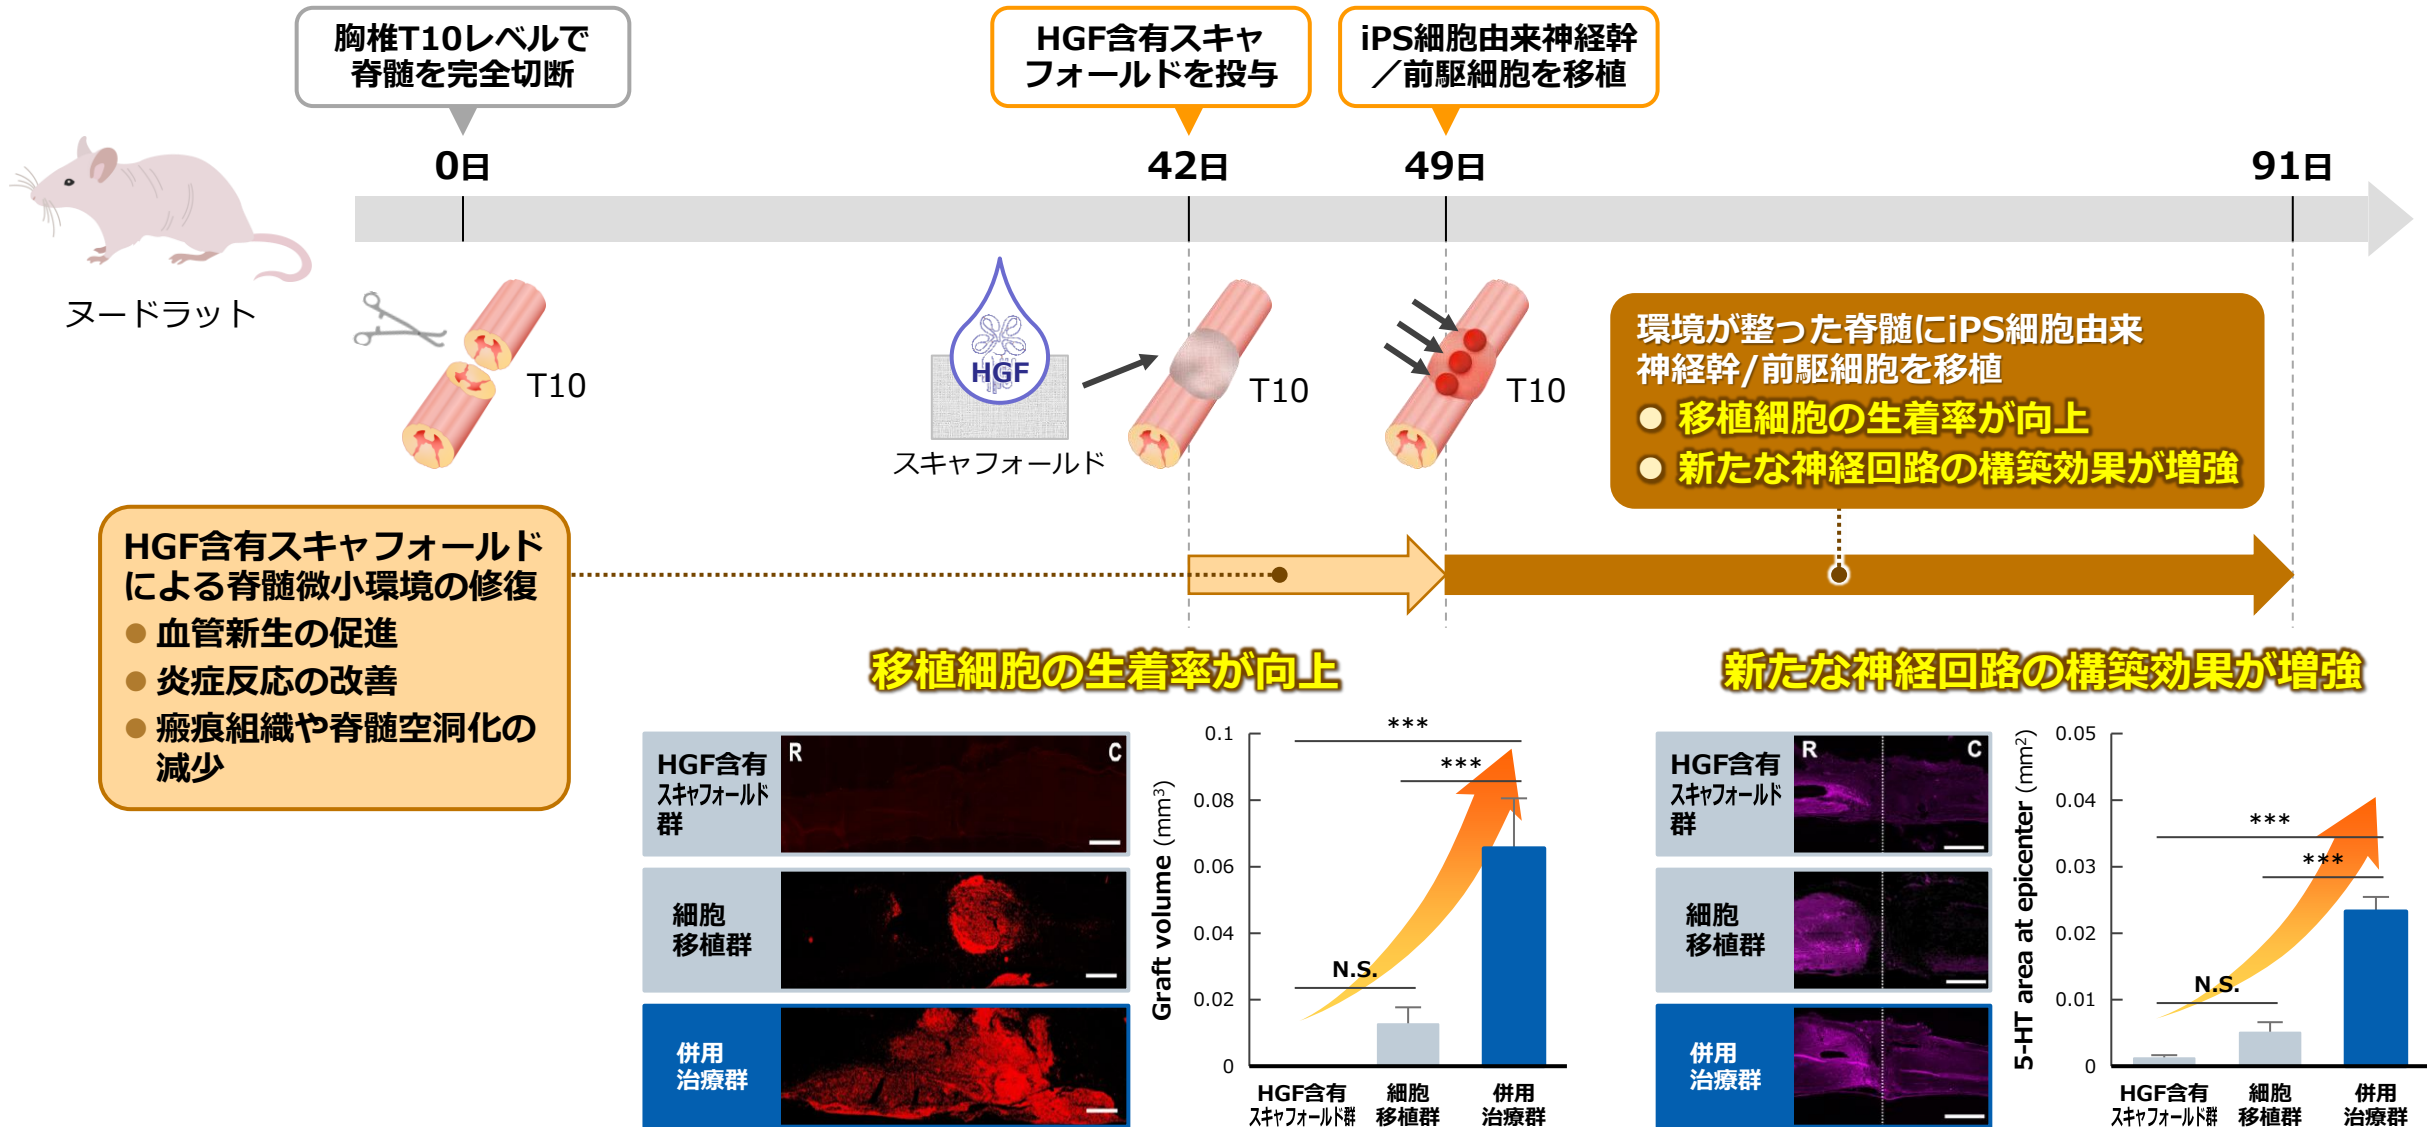 胸椎T10レベルで
脊髄を完全切断
HGF含有スキャ
フォールドを投与
iPS細胞由来神経幹
／前駆細胞を移植
0日
42日
49日
91日
ヌードラット
T10
HGF
スキャフォールド
T10
T10
環境が整った脊髄にiPS細胞由来
神経幹/前駆細胞を移植
● 移植細胞の生着率が向上
● 新たな神経回路の構築効果が増強
HGF含有スキャフォールド
による脊髄微小環境の修復
● 血管新生の促進
● 炎症反応の改善
● 瘢痕組織や脊髄空洞化の
減少
移植細胞の生着率が向上
HGF含有
スキャフォールド
群
R
C
細胞
移植群
併用
治療群
Graft volume (mm³)
0.1
0.08
0.06
0.04
0.02
0
***
***
N.S.
HGF含有
スキャフォールド群
細胞
移植群
併用
治療群
新たな神経回路の構築効果が増強
HGF含有
スキャフォールド
群
R
C
細胞
移植群
併用
治療群
5-HT area at epicenter (mm²)
0.05
0.04
0.03
0.02
0.01
0
***
***
N.S.
HGF含有
スキャフォールド群
細胞
移植群
併用
治療群